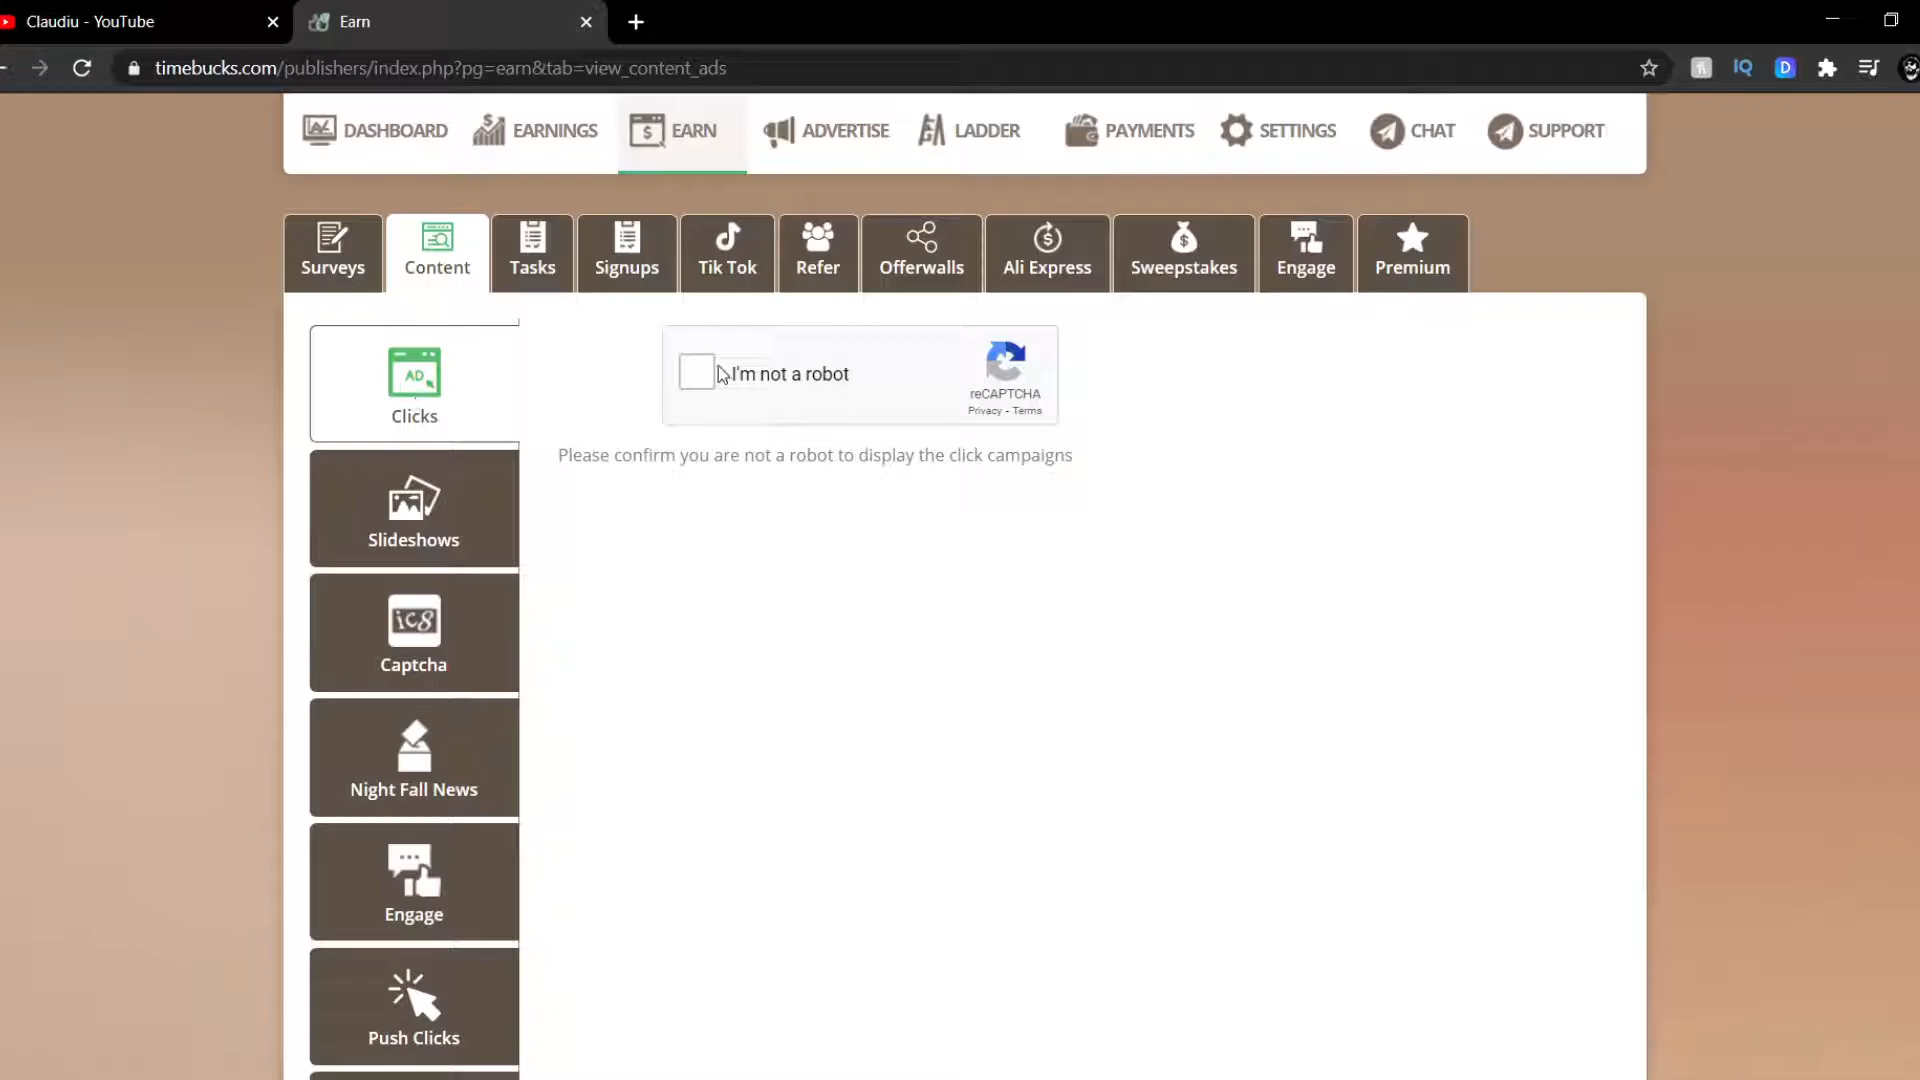 Claudiu - YouTube
Earn
timebucks.com/publishers/index.php?pg=earn&tab=view_content_ads
DASHBOARD
EARNINGS
EARN
ADVERTISE
LADDER
PAYMENTS
SETTINGS
CHAT
SUPPORT
Surveys
Content
Tasks
Signups
Tik Tok
Refer
Offerwalls
Ali Express
Sweepstakes
Engage
Premium
AD
Clicks
I'm not a robot
reCAPTCHA
Privacy - Terms
Please confirm you are not a robot to display the click campaigns
Slideshows
ic8
Captcha
Night Fall News
Engage
Push Clicks